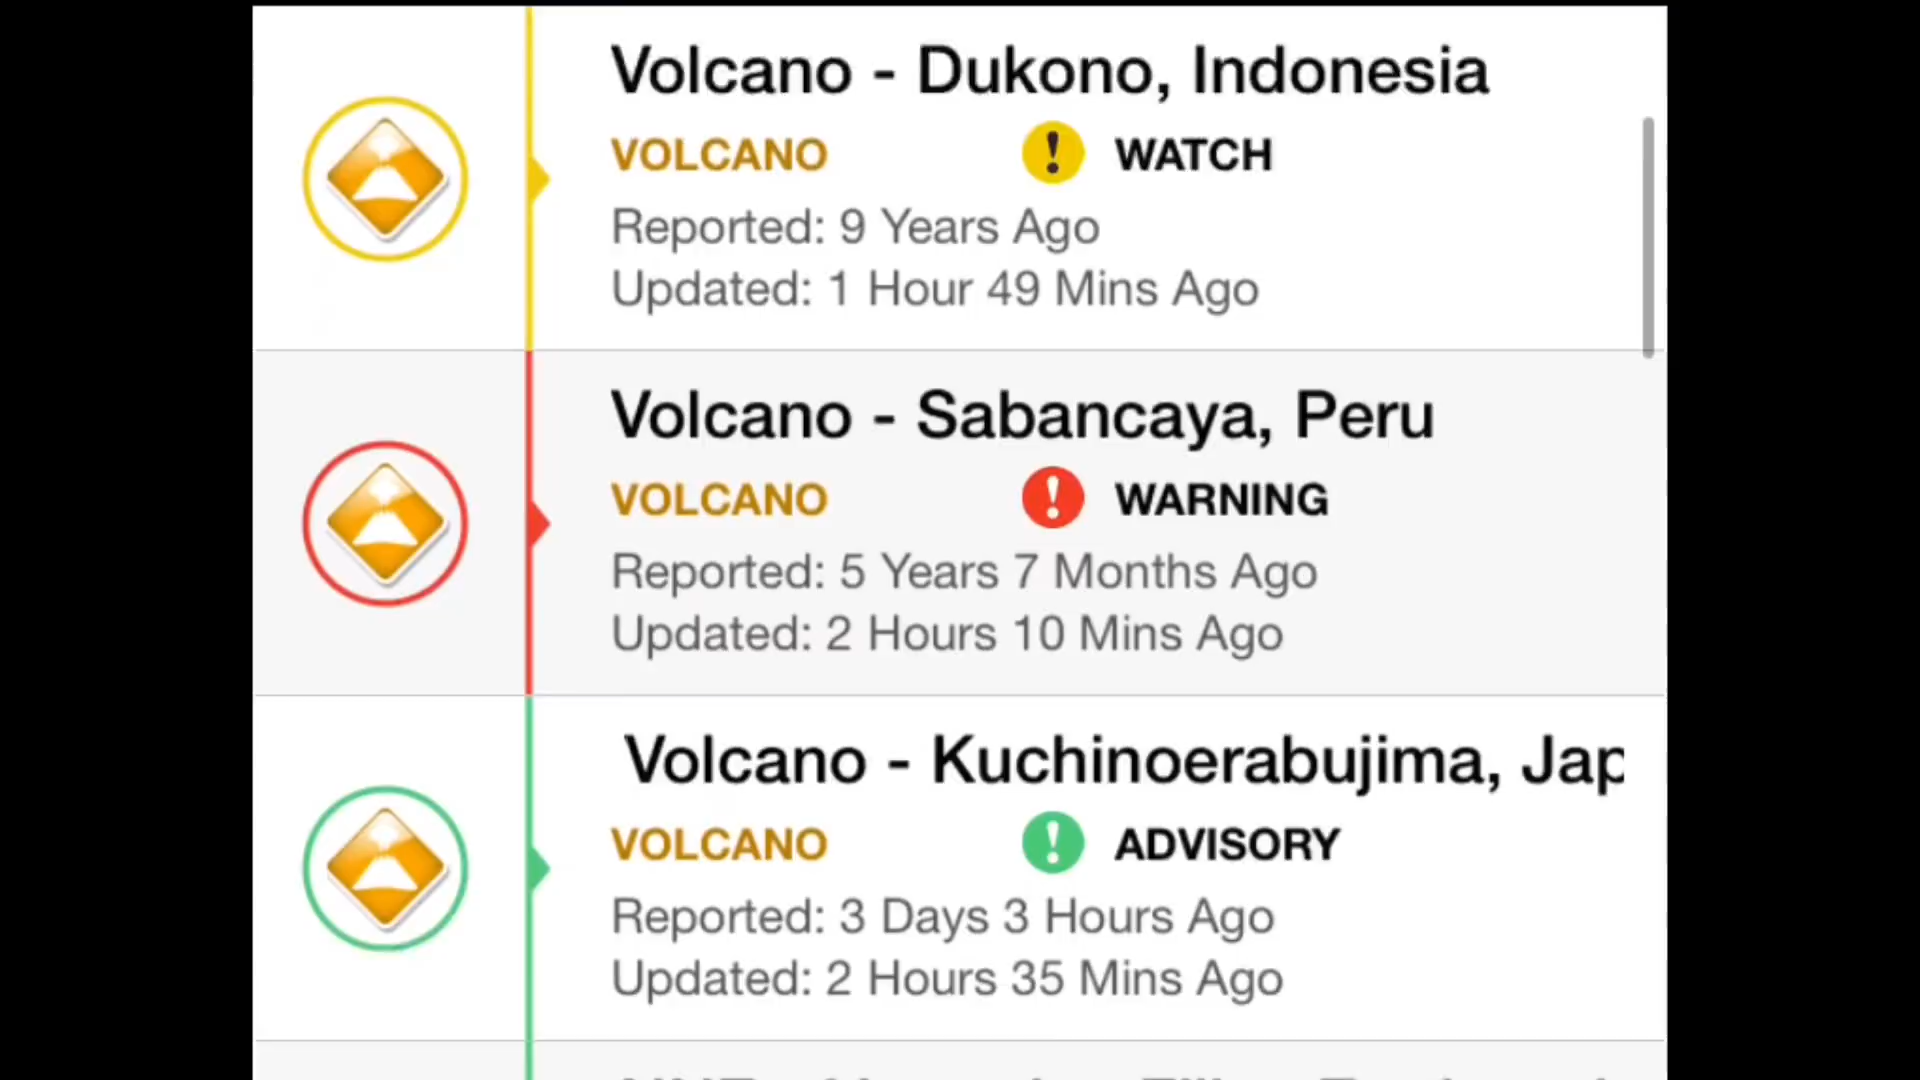 Volcano - Dukono, Indonesia
VOLCANO ! WATCH
Reported: 9 Years Ago
Updated: 1 Hour 49 Mins Ago
Volcano - Sabancaya, Peru
VOLCANO ! WARNING
Reported: 5 Years 7 Months Ago
Updated: 2 Hours 10 Mins Ago
Volcano - Kuchinoerabujima, Jap
VOLCANO ! ADVISORY
Reported: 3 Days 3 Hours Ago
Updated: 2 Hours 35 Mins Ago